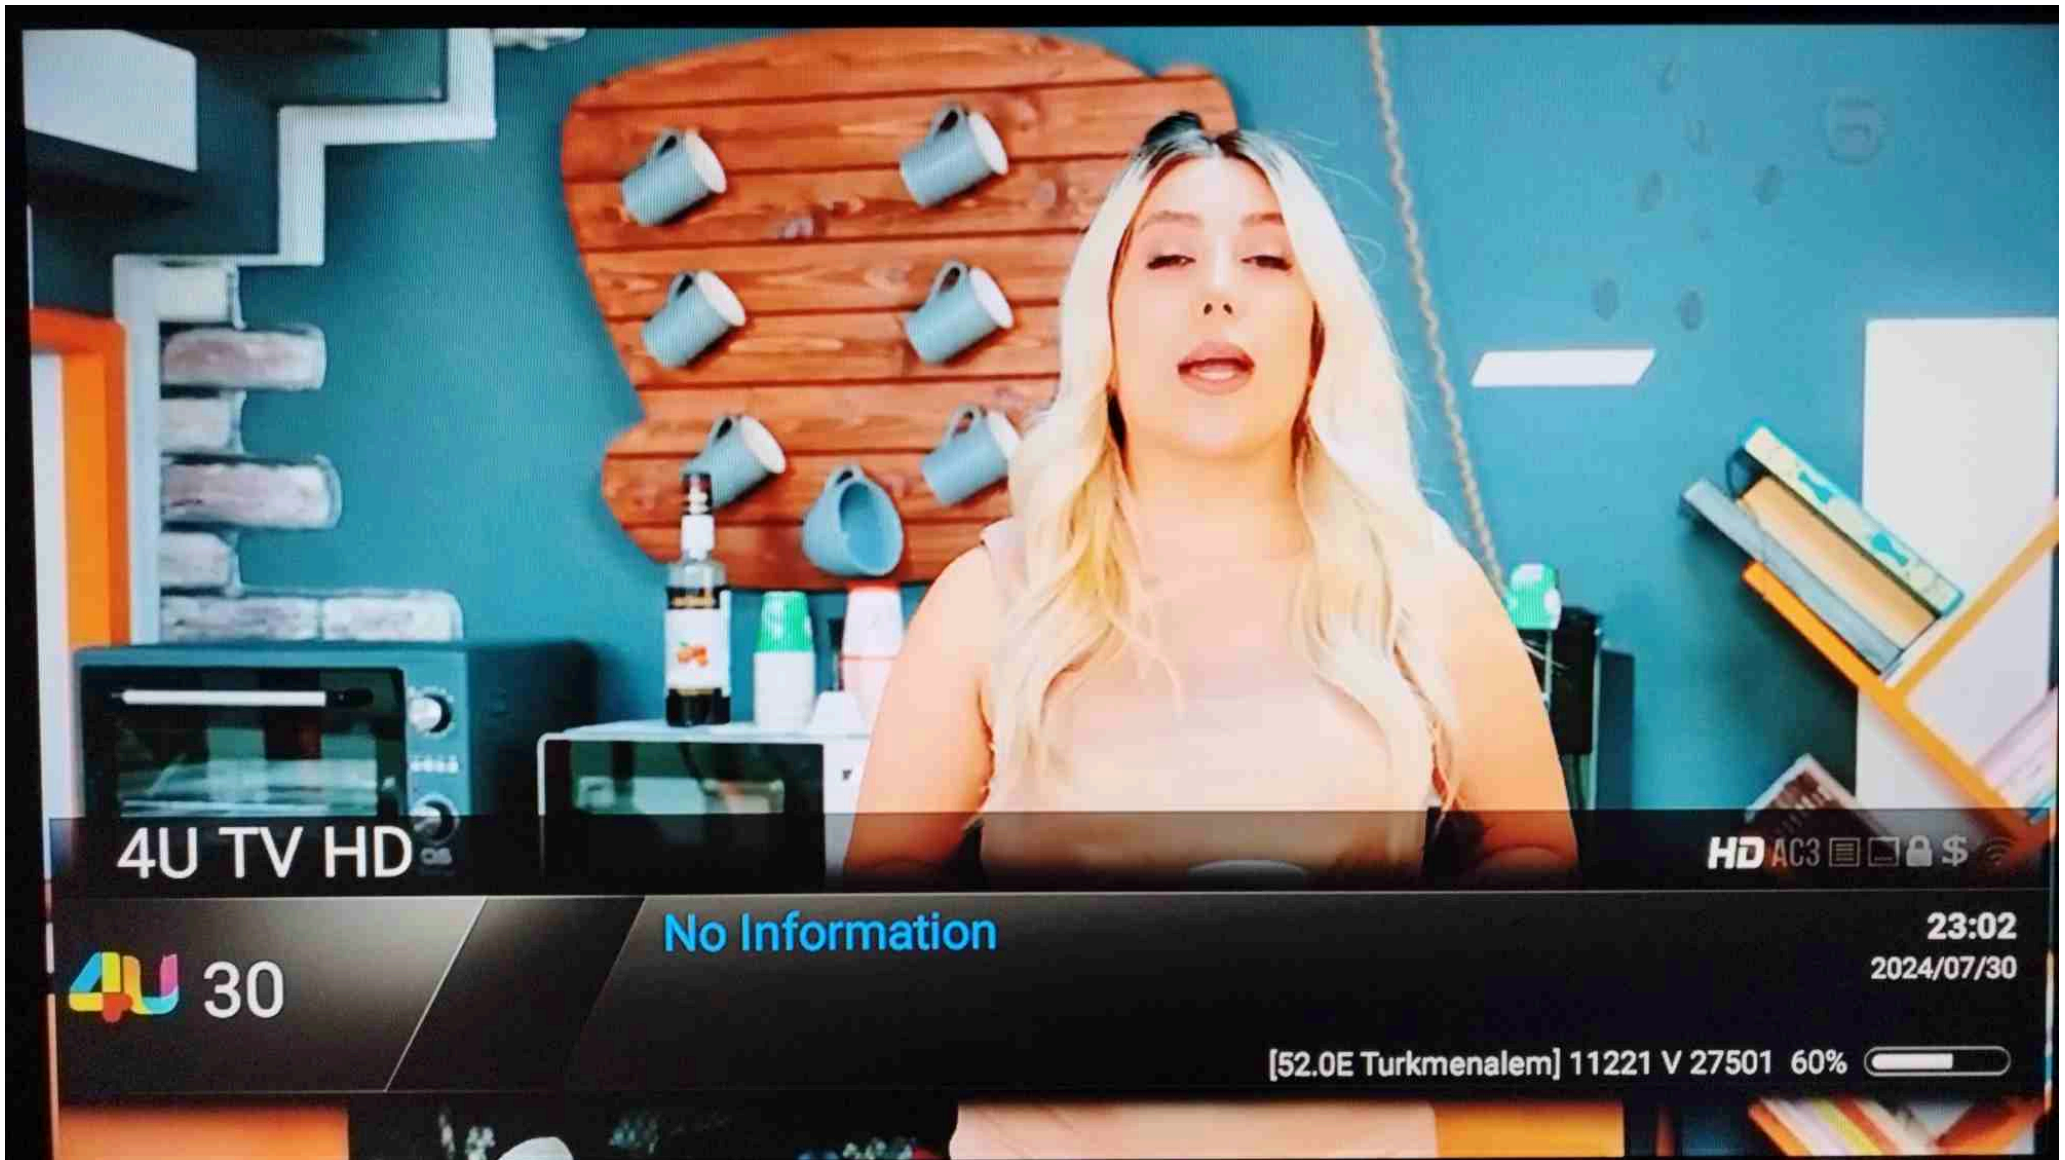 4U TV HD
HD AC3 $
4U 30
No Information
23:02
2024/07/30
[52.0E Turkmenalem] 11221 V 27501 60%